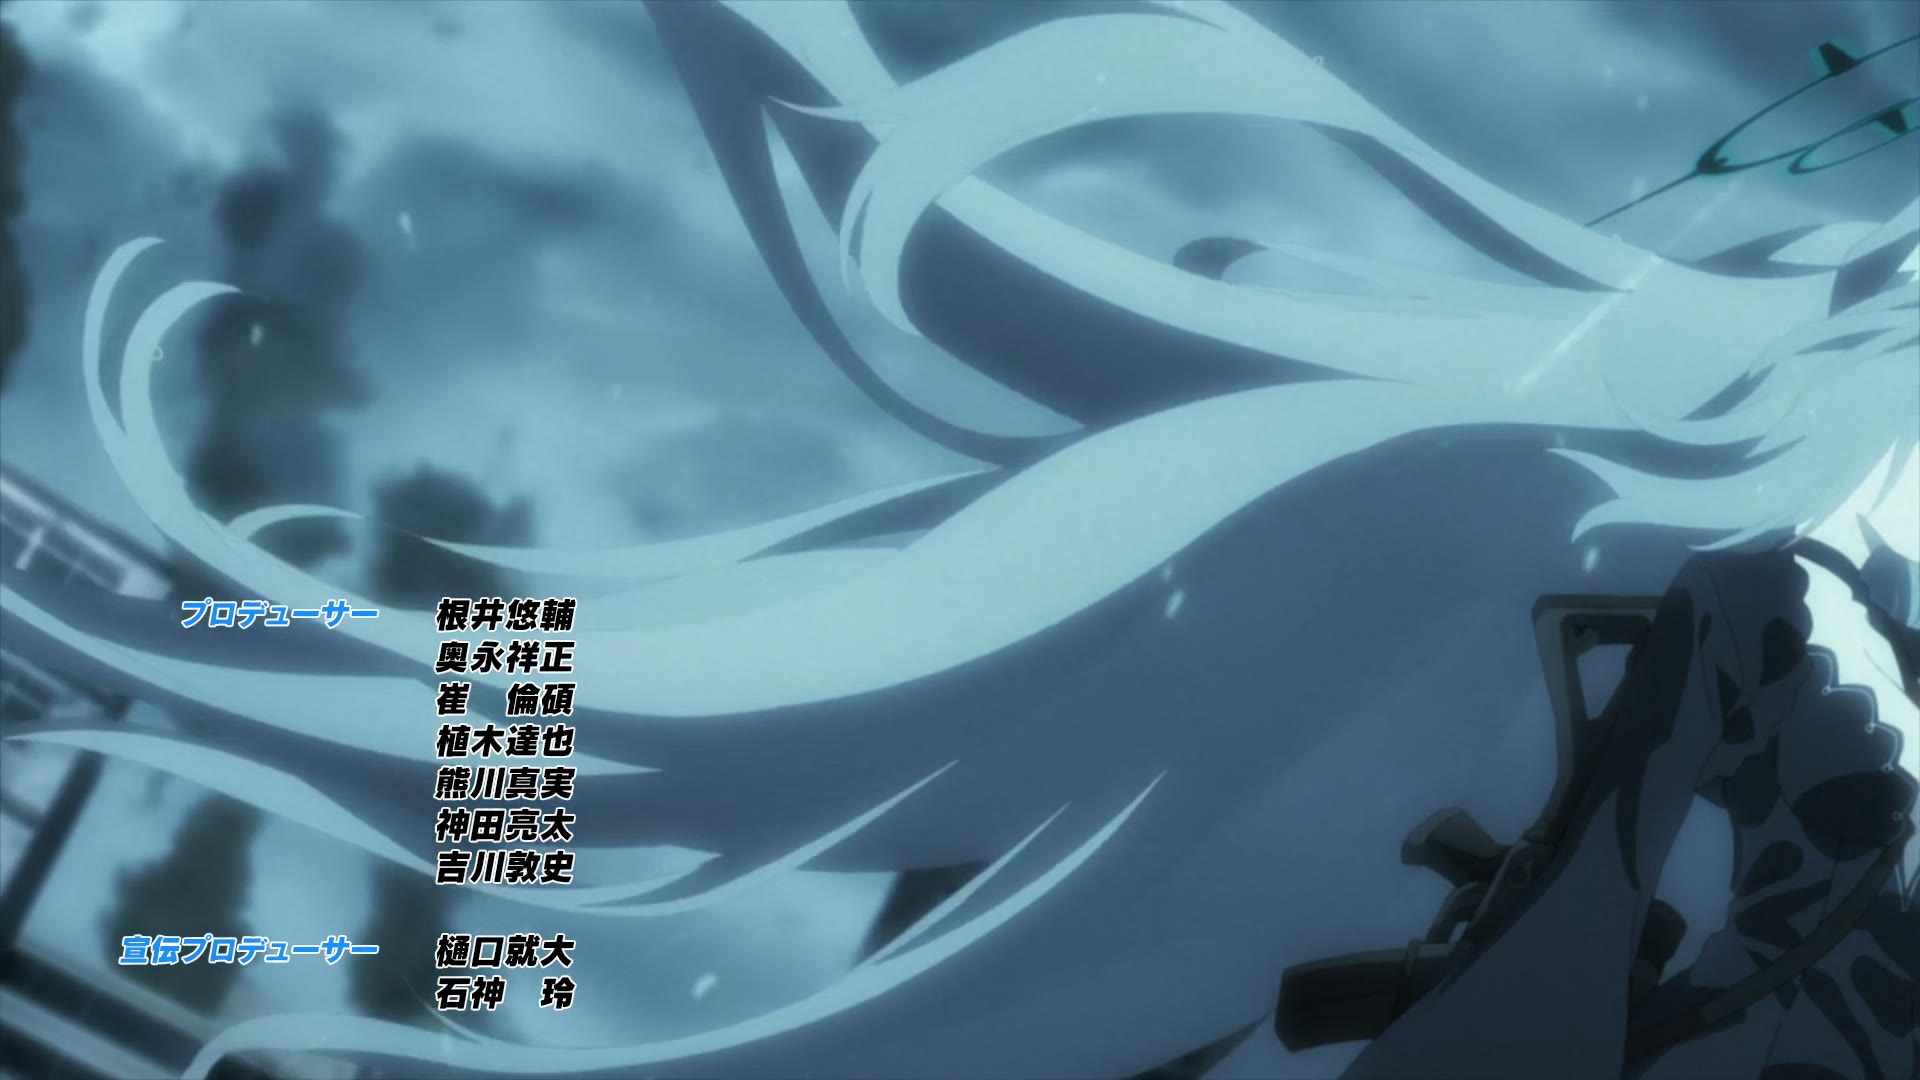 プロデューサー 根井悠輔
奥永祥正
崔　倫碩
植木達也
熊川真実
神田亮太
吉川敦史
宣伝プロデューサー 樋口就大
石神　玲